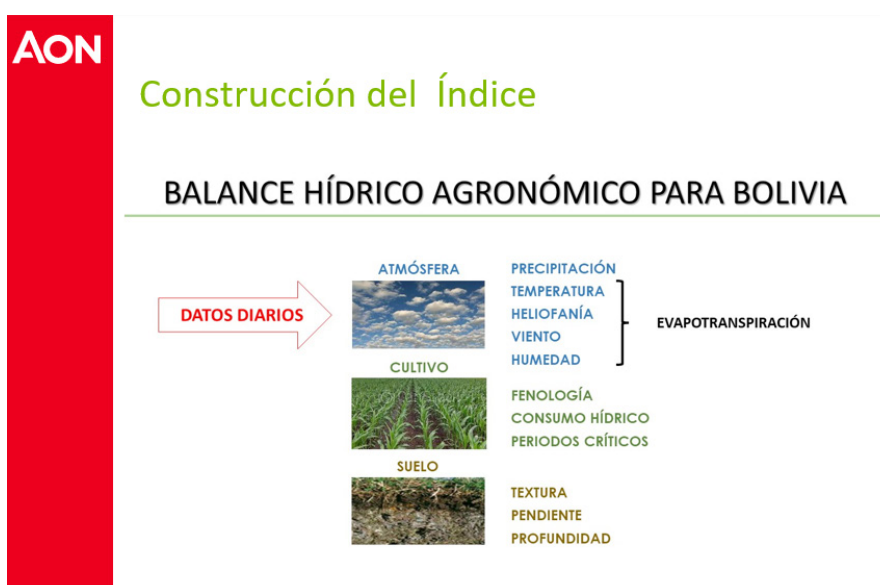 AON
Construcción del Índice
BALANCE HÍDRICO AGRONÓMICO PARA BOLIVIA
DATOS DIARIOS
ATMÓSFERA
PRECIPITACIÓN
TEMPERATURA
HELIOFANÍA
VIENTO
HUMEDAD
EVAPOTRANSPIRACIÓN
CULTIVO
FENOLOGÍA
CONSUMO HÍDRICO
PERIODOS CRÍTICOS
SUELO
TEXTURA
PENDIENTE
PROFUNDIDAD